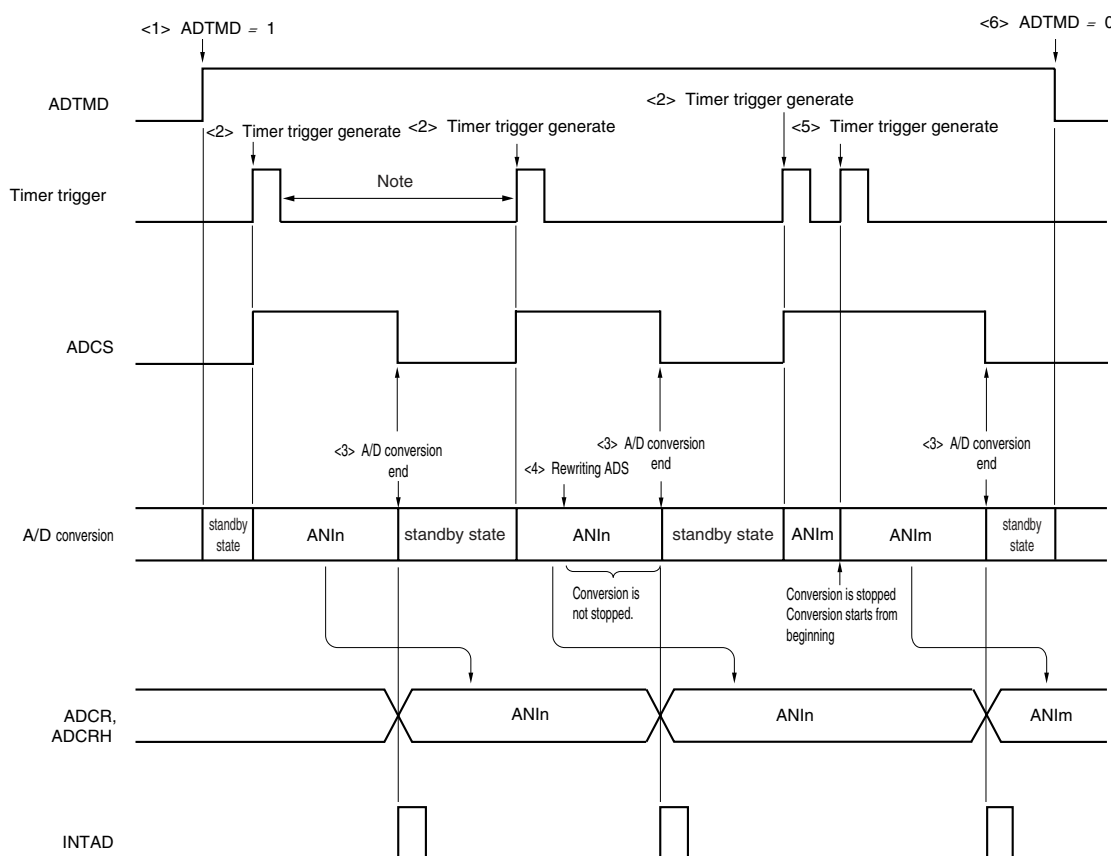 <1> ADTMD = 1
<6> ADTMD = 0
ADTMD
<2> Timer trigger generate
<2> Timer trigger generate
<2> Timer trigger generate
<5> Timer trigger generate
Timer trigger
Note
ADCS
<3> A/D conversion
end
<4> Rewriting ADS
<3> A/D conversion
end
<3> A/D conversion
end
A/D conversion
standby
state
ANIn
standby state
ANIn
standby state
ANIm
ANIm
standby
state
Conversion is
not stopped.
Conversion is stopped
Conversion starts from
beginning
ADCR,
ADCRH
ANIn
ANIn
ANIm
INTAD